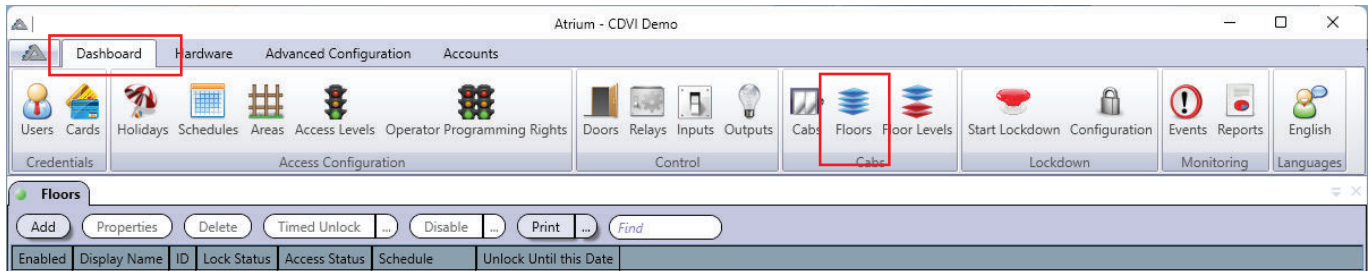 Atrium - CDVI Demo
Dashboard Hardware Advanced Configuration Accounts
Users Cards Holidays Schedules Areas Access Levels Operator Programming Rights Doors Relays Inputs Outputs Cabs Floors Floor Levels Start Lockdown Configuration Events Reports English
Credentials Access Configuration Control Cabs Lockdown Monitoring Languages
Floors
Add Properties Delete Timed Unlock ... Disable ... Print ... Find
Enabled Display Name ID Lock Status Access Status Schedule Unlock Until this Date